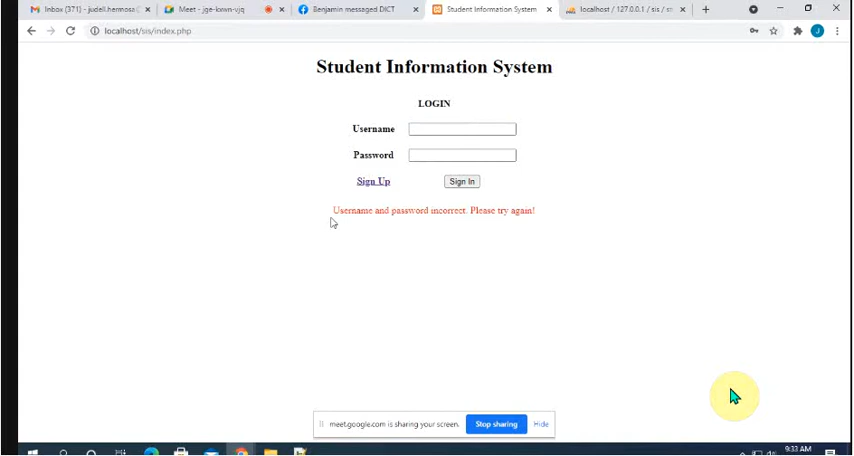 Inbox (371) - judell.hermosa
Meet - jge-kxwn-vjq
Benjamin messaged DICT
Student Information System
localhost / 127.0.0.1 / sis /
localhost/sis/index.php
J
Student Information System
LOGIN
Username
Password
Sign Up
Sign In
Username and password incorrect. Please try again!
meet.google.com is sharing your screen.
Stop sharing
Hide
9:33 AM